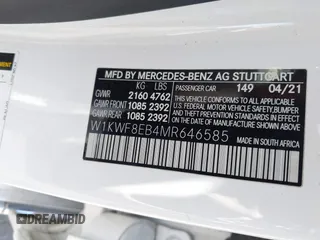 MFD BY MERCEDES-BENZ AG STUTTGART
KG LBS
PASSENGER CAR 149 04/21
GVWR 2160 4762
GAWR FRONT 1085 2392
GAWR REAR 1085 2392
THIS VEHICLE CONFORMS TO ALL APPLICABLE
U.S. FEDERAL MOTOR VEHICLE SAFETY,
BUMPER, AND THEFT PREVENTION STANDARDS
IN EFFECT ON THE DATE OF MANUFACTURE
SHOWN ABOVE.
W1KWF8EB4MR646585
MADE IN SOUTH AFRICA
DREAMBID